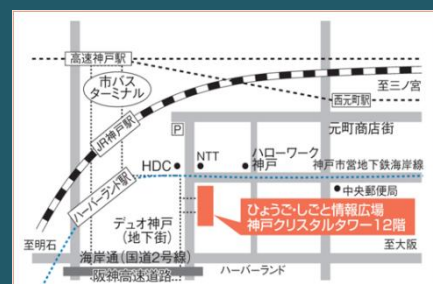 高速神戸駅
至三ノ宮
市バス
ターミナル
西元町駅
元町商店街
P
JR神戸駅
HDC
NTT
ハローワーク
神戸
神戸市営地下鉄海岸線
ハーバーランド駅
中央郵便局
ひょうご・しごと情報広場
神戸クリスタルタワー12階
デュオ神戸
(地下街)
至明石
至大阪
海岸通(国道2号線)
ハーバーランド
阪神高速道路